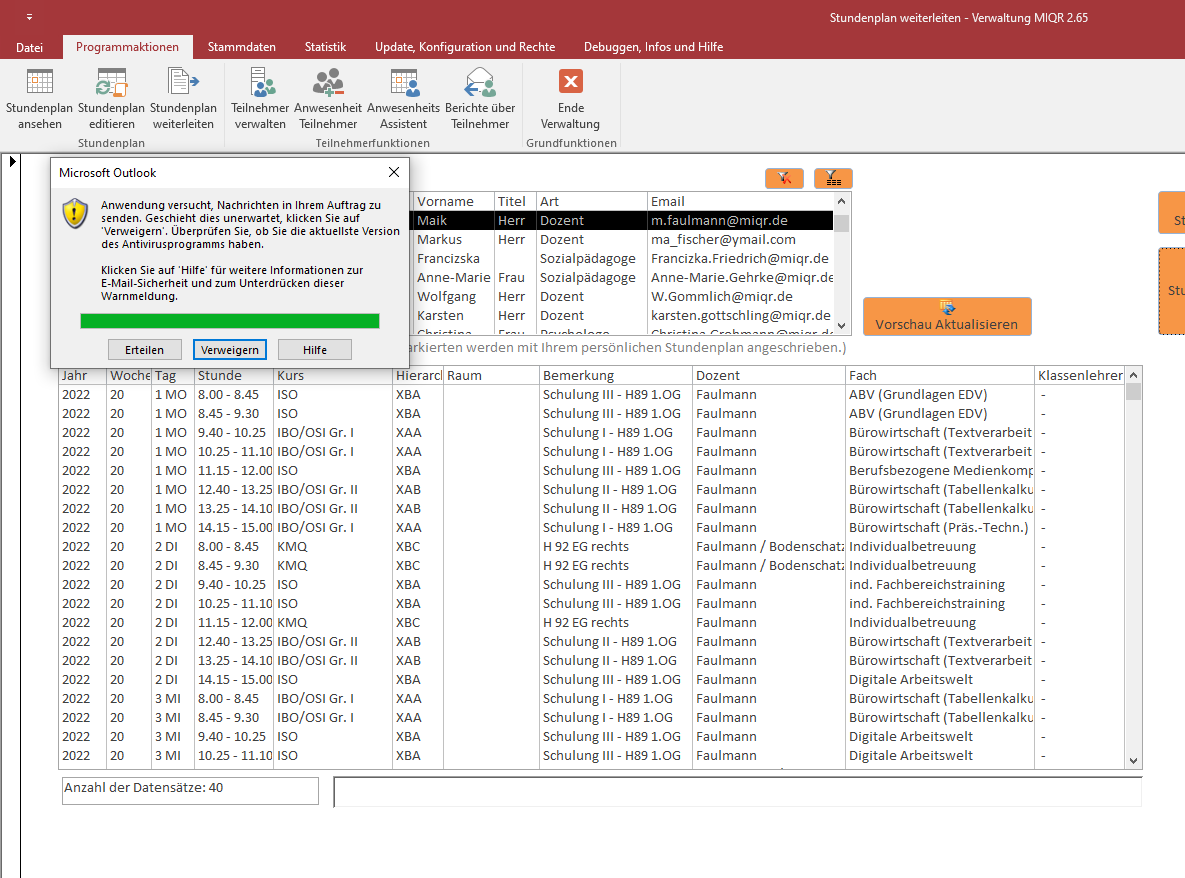 Stundenplan weiterleiten - Verwaltung MIQR 2.65
Datei Programmaktionen Stammdaten Statistik Update, Konfiguration und Rechte Debuggen, Infos und Hilfe
Stundenplan ansehen
Stundenplan editieren
Stundenplan weiterleiten
Teilnehmer verwalten
Anwesenheit Teilnehmer
Anwesenheits Assistent
Berichte über Teilnehmer
Ende Verwaltung
Stundenplan Teilnehmerfunktionen Grundfunktionen
Microsoft Outlook
Anwendung versucht, Nachrichten in Ihrem Auftrag zu
senden. Geschieht dies unerwartet, klicken Sie auf
'Verweigern'. Überprüfen Sie, ob Sie die aktuellste Version
des Antivirusprogramms haben.
Klicken Sie auf 'Hilfe' für weitere Informationen zur
E-Mail-Sicherheit und zum Unterdrücken dieser
Warnmeldung.
Erteilen Verweigern Hilfe
Vorname Titel Art Email
Maik Herr Dozent m.faulmann@miqr.de
Markus Herr Dozent ma_fischer@ymail.com
Francizska Sozialpädagoge Francizka.Friedrich@miqr.de
Anne-Marie Frau Sozialpädagoge Anne-Marie.Gehrke@miqr.de
Wolfgang Herr Dozent W.Gommlich@miqr.de
Karsten Herr Dozent karsten.gottschling@miqr.de
Christina Frau Psychologe Christina.Grohmann@miqr.de
St
Stu
Vorschau Aktualisieren
arkierten werden mit Ihrem persönlichen Stundenplan angeschrieben.)
Jahr Woche Tag Stunde Kurs Hierarch Raum Bemerkung Dozent Fach Klassenlehrer
2022 20 1 MO 8.00 - 8.45 ISO XBA Schulung III - H89 1.OG Faulmann ABV (Grundlagen EDV) -
2022 20 1 MO 8.45 - 9.30 ISO XBA Schulung III - H89 1.OG Faulmann ABV (Grundlagen EDV) -
2022 20 1 MO 9.40 - 10.25 IBO/OSI Gr. I XAA Schulung I - H89 1.OG Faulmann Bürowirtschaft (Textverarbeit -
2022 20 1 MO 10.25 - 11.10 IBO/OSI Gr. I XAA Schulung I - H89 1.OG Faulmann Bürowirtschaft (Textverarbeit -
2022 20 1 MO 11.15 - 12.00 ISO XBA Schulung III - H89 1.OG Faulmann Berufsbezogene Medienkomp -
2022 20 1 MO 12.40 - 13.25 IBO/OSI Gr. II XAB Schulung II - H89 1.OG Faulmann Bürowirtschaft (Tabellenkalku -
2022 20 1 MO 13.25 - 14.10 IBO/OSI Gr. II XAB Schulung II - H89 1.OG Faulmann Bürowirtschaft (Tabellenkalku -
2022 20 1 MO 14.15 - 15.00 IBO/OSI Gr. I XAA Schulung I - H89 1.OG Faulmann Bürowirtschaft (Präs.-Techn.) -
2022 20 2 DI 8.00 - 8.45 KMQ XBC H 92 EG rechts Faulmann / Bodenschatz Individualbetreuung -
2022 20 2 DI 8.45 - 9.30 KMQ XBC H 92 EG rechts Faulmann / Bodenschatz Individualbetreuung -
2022 20 2 DI 9.40 - 10.25 ISO XBA Schulung III - H89 1.OG Faulmann ind. Fachbereichstraining -
2022 20 2 DI 10.25 - 11.10 ISO XBA Schulung III - H89 1.OG Faulmann ind. Fachbereichstraining -
2022 20 2 DI 11.15 - 12.00 KMQ XBC H 92 EG rechts Faulmann Individualbetreuung -
2022 20 2 DI 12.40 - 13.25 IBO/OSI Gr. II XAB Schulung II - H89 1.OG Faulmann Bürowirtschaft (Textverarbeit -
2022 20 2 DI 13.25 - 14.10 IBO/OSI Gr. II XAB Schulung II - H89 1.OG Faulmann Bürowirtschaft (Textverarbeit -
2022 20 2 DI 14.15 - 15.00 ISO XBA Schulung III - H89 1.OG Faulmann Digitale Arbeitswelt -
2022 20 3 MI 8.00 - 8.45 IBO/OSI Gr. I XAA Schulung I - H89 1.OG Faulmann Bürowirtschaft (Tabellenkalku -
2022 20 3 MI 8.45 - 9.30 IBO/OSI Gr. I XAA Schulung I - H89 1.OG Faulmann Bürowirtschaft (Tabellenkalku -
2022 20 3 MI 9.40 - 10.25 ISO XBA Schulung III - H89 1.OG Faulmann Digitale Arbeitswelt -
2022 20 3 MI 10.25 - 11.10 ISO XBA Schulung III - H89 1.OG Faulmann Digitale Arbeitswelt -
Anzahl der Datensätze: 40